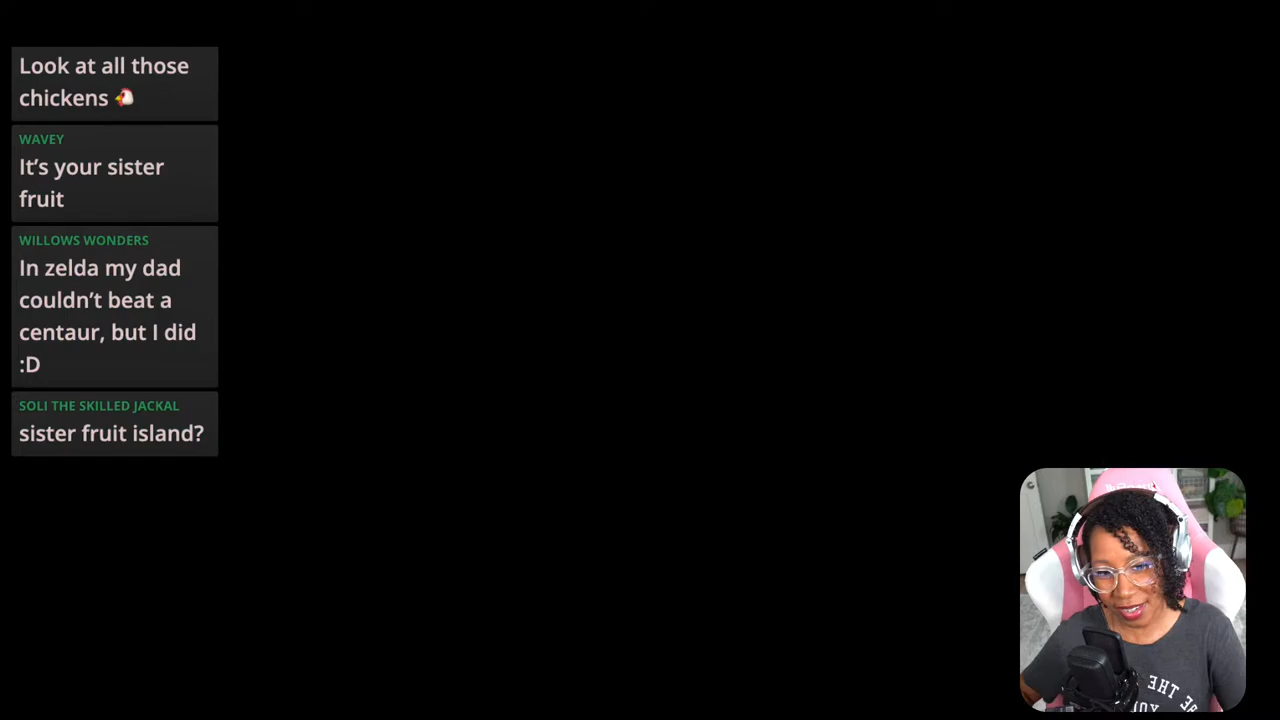 Look at all those
chickens 🐔
WAVEY
It's your sister
fruit
WILLOWS WONDERS
In zelda my dad
couldn't beat a
centaur, but I did
:D
SOLI THE SKILLED JACKAL
sister fruit island?
THE